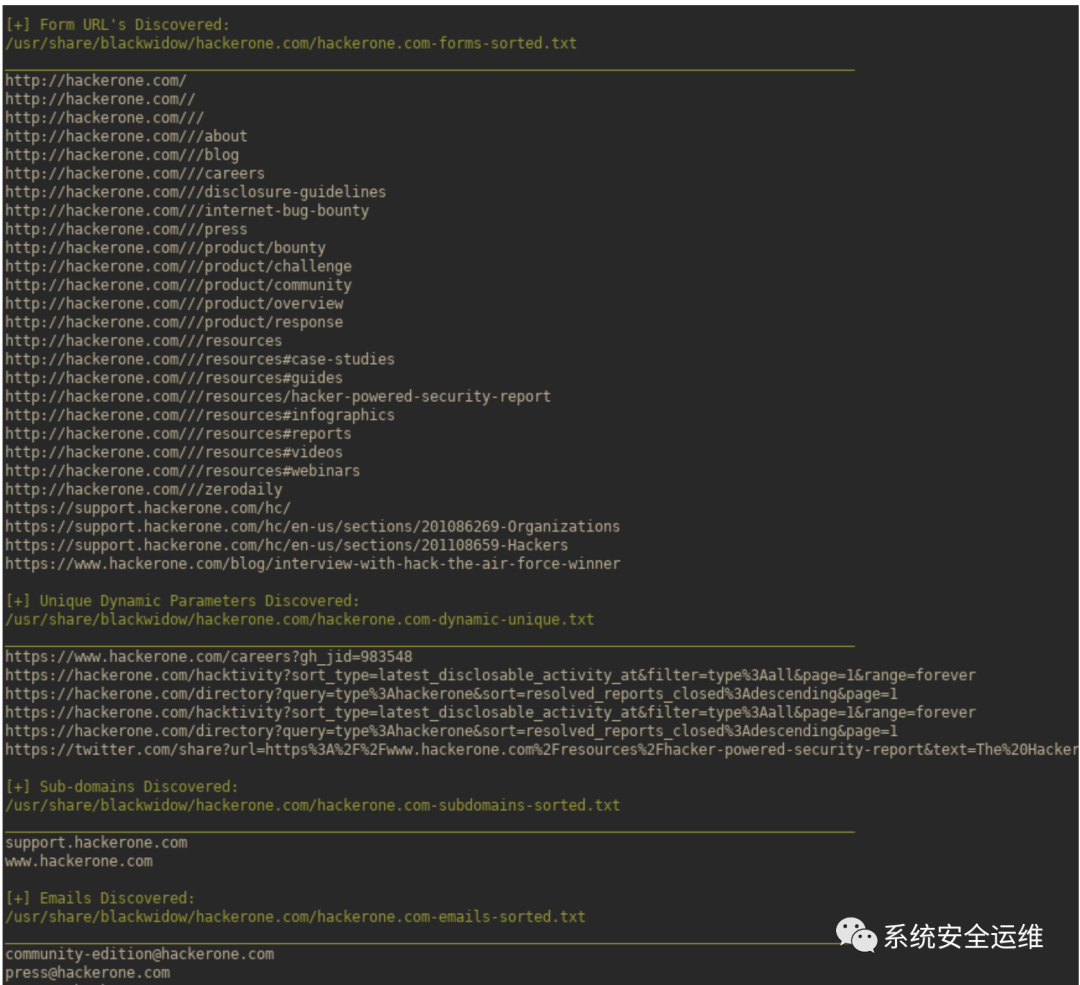 [+] Form URL's Discovered:
/usr/share/blackwidow/hackerone.com/hackerone.com-forms-sorted.txt
http://hackerone.com/
http://hackerone.com//
http://hackerone.com///
http://hackerone.com///about
http://hackerone.com///blog
http://hackerone.com///careers
http://hackerone.com///disclosure-guidelines
http://hackerone.com///internet-bug-bounty
http://hackerone.com///press
http://hackerone.com///product/bounty
http://hackerone.com///product/challenge
http://hackerone.com///product/community
http://hackerone.com///product/overview
http://hackerone.com///product/response
http://hackerone.com///resources
http://hackerone.com///resources#case-studies
http://hackerone.com///resources#guides
http://hackerone.com///resources/hacker-powered-security-report
http://hackerone.com///resources#infographics
http://hackerone.com///resources#reports
http://hackerone.com///resources#videos
http://hackerone.com///resources#webinars
http://hackerone.com///zerodaily
https://support.hackerone.com/hc/
https://support.hackerone.com/hc/en-us/sections/201086269-Organizations
https://support.hackerone.com/hc/en-us/sections/201108659-Hackers
https://www.hackerone.com/blog/interview-with-hack-the-air-force-winner
[+] Unique Dynamic Parameters Discovered:
/usr/share/blackwidow/hackerone.com/hackerone.com-dynamic-unique.txt
https://www.hackerone.com/careers?gh_jid=983548
https://hackerone.com/hacktivity?sort_type=latest_disclosable_activity_at&filter=type%3Aall&page=1&range=forever
https://hackerone.com/directory?query=type%3Ahackerone&sort=resolved_reports_closed%3Adescending&page=1
https://hackerone.com/hacktivity?sort_type=latest_disclosable_activity_at&filter=type%3Aall&page=1&range=forever
https://hackerone.com/directory?query=type%3Ahackerone&sort=resolved_reports_closed%3Adescending&page=1
https://twitter.com/share?url=https%3A%2F%2Fwww.hackerone.com%2Fresources%2Fhacker-powered-security-report&text=The%20Hacker
[+] Sub-domains Discovered:
/usr/share/blackwidow/hackerone.com/hackerone.com-subdomains-sorted.txt
support.hackerone.com
www.hackerone.com
[+] Emails Discovered:
/usr/share/blackwidow/hackerone.com/hackerone.com-emails-sorted.txt
系统安全运维
community-edition@hackerone.com
press@hackerone.com